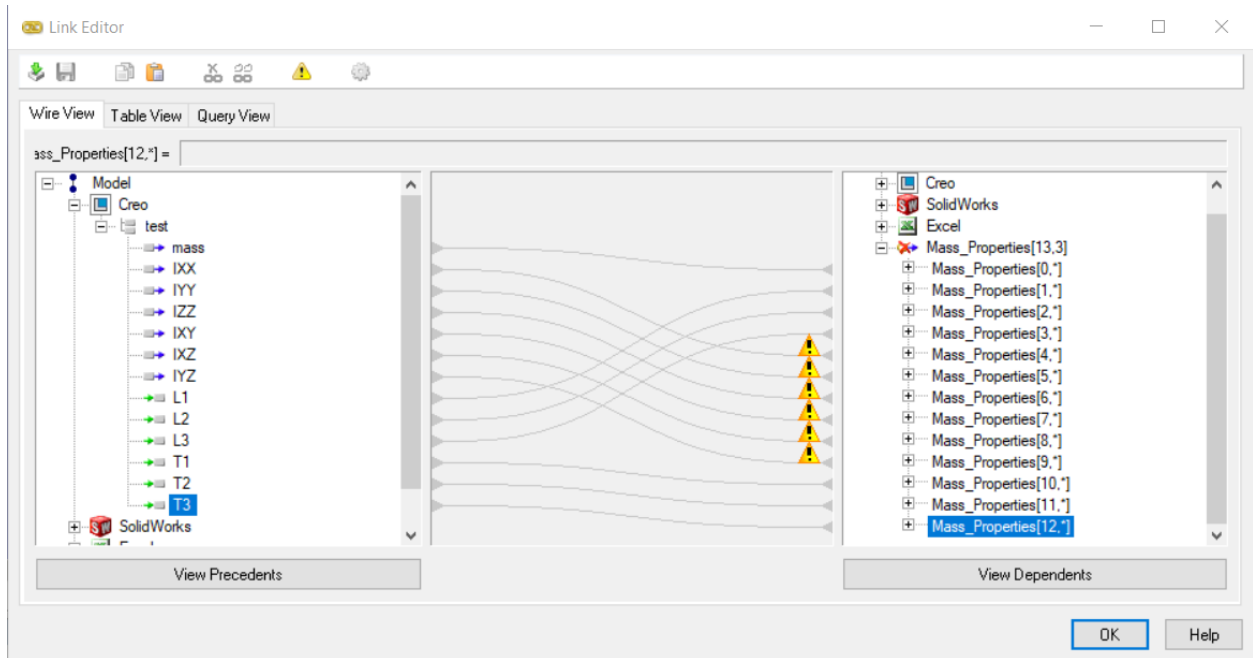 Link Editor
Wire View Table View Query View
ass_Properties[12,*] =
Model
Creo
test
mass
IXX
IYY
IZZ
IXY
IXZ
IYZ
L1
L2
L3
T1
T2
T3
SolidWorks
Creo
SolidWorks
Excel
Mass_Properties[13,3]
Mass_Properties[0,*]
Mass_Properties[1,*]
Mass_Properties[2,*]
Mass_Properties[3,*]
Mass_Properties[4,*]
Mass_Properties[5,*]
Mass_Properties[6,*]
Mass_Properties[7,*]
Mass_Properties[8,*]
Mass_Properties[9,*]
Mass_Properties[10,*]
Mass_Properties[11,*]
Mass_Properties[12,*]
View Precedents
View Dependents
OK
Help